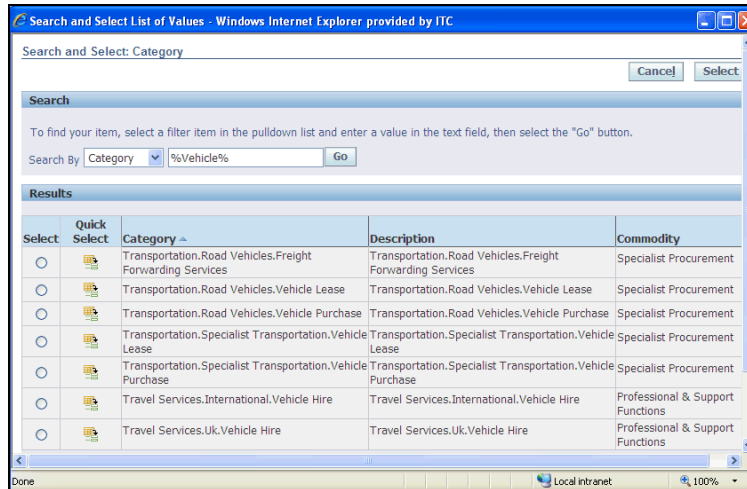 Search and Select List of Values - Windows Internet Explorer provided by ITC
Search and Select: Category
Cancel Select
Search
To find your item, select a filter item in the pulldown list and enter a value in the text field, then select the "Go" button.
Search By Category %Vehicle% Go
Results
Select Quick Select Category Description Commodity
Transportation.Road Vehicles.Freight Forwarding Services Transportation.Road Vehicles.Freight Forwarding Services Specialist Procurement
Transportation.Road Vehicles.Vehicle Lease Transportation.Road Vehicles.Vehicle Lease Specialist Procurement
Transportation.Road Vehicles.Vehicle Purchase Transportation.Road Vehicles.Vehicle Purchase Specialist Procurement
Transportation.Specialist Transportation.Vehicle Lease Transportation.Specialist Transportation.Vehicle Lease Specialist Procurement
Transportation.Specialist Transportation.Vehicle Purchase Transportation.Specialist Transportation.Vehicle Purchase Specialist Procurement
Travel Services.International.Vehicle Hire Travel Services.International.Vehicle Hire Professional & Support Functions
Travel Services.Uk.Vehicle Hire Travel Services.Uk.Vehicle Hire Professional & Support Functions
Done Local intranet 100%